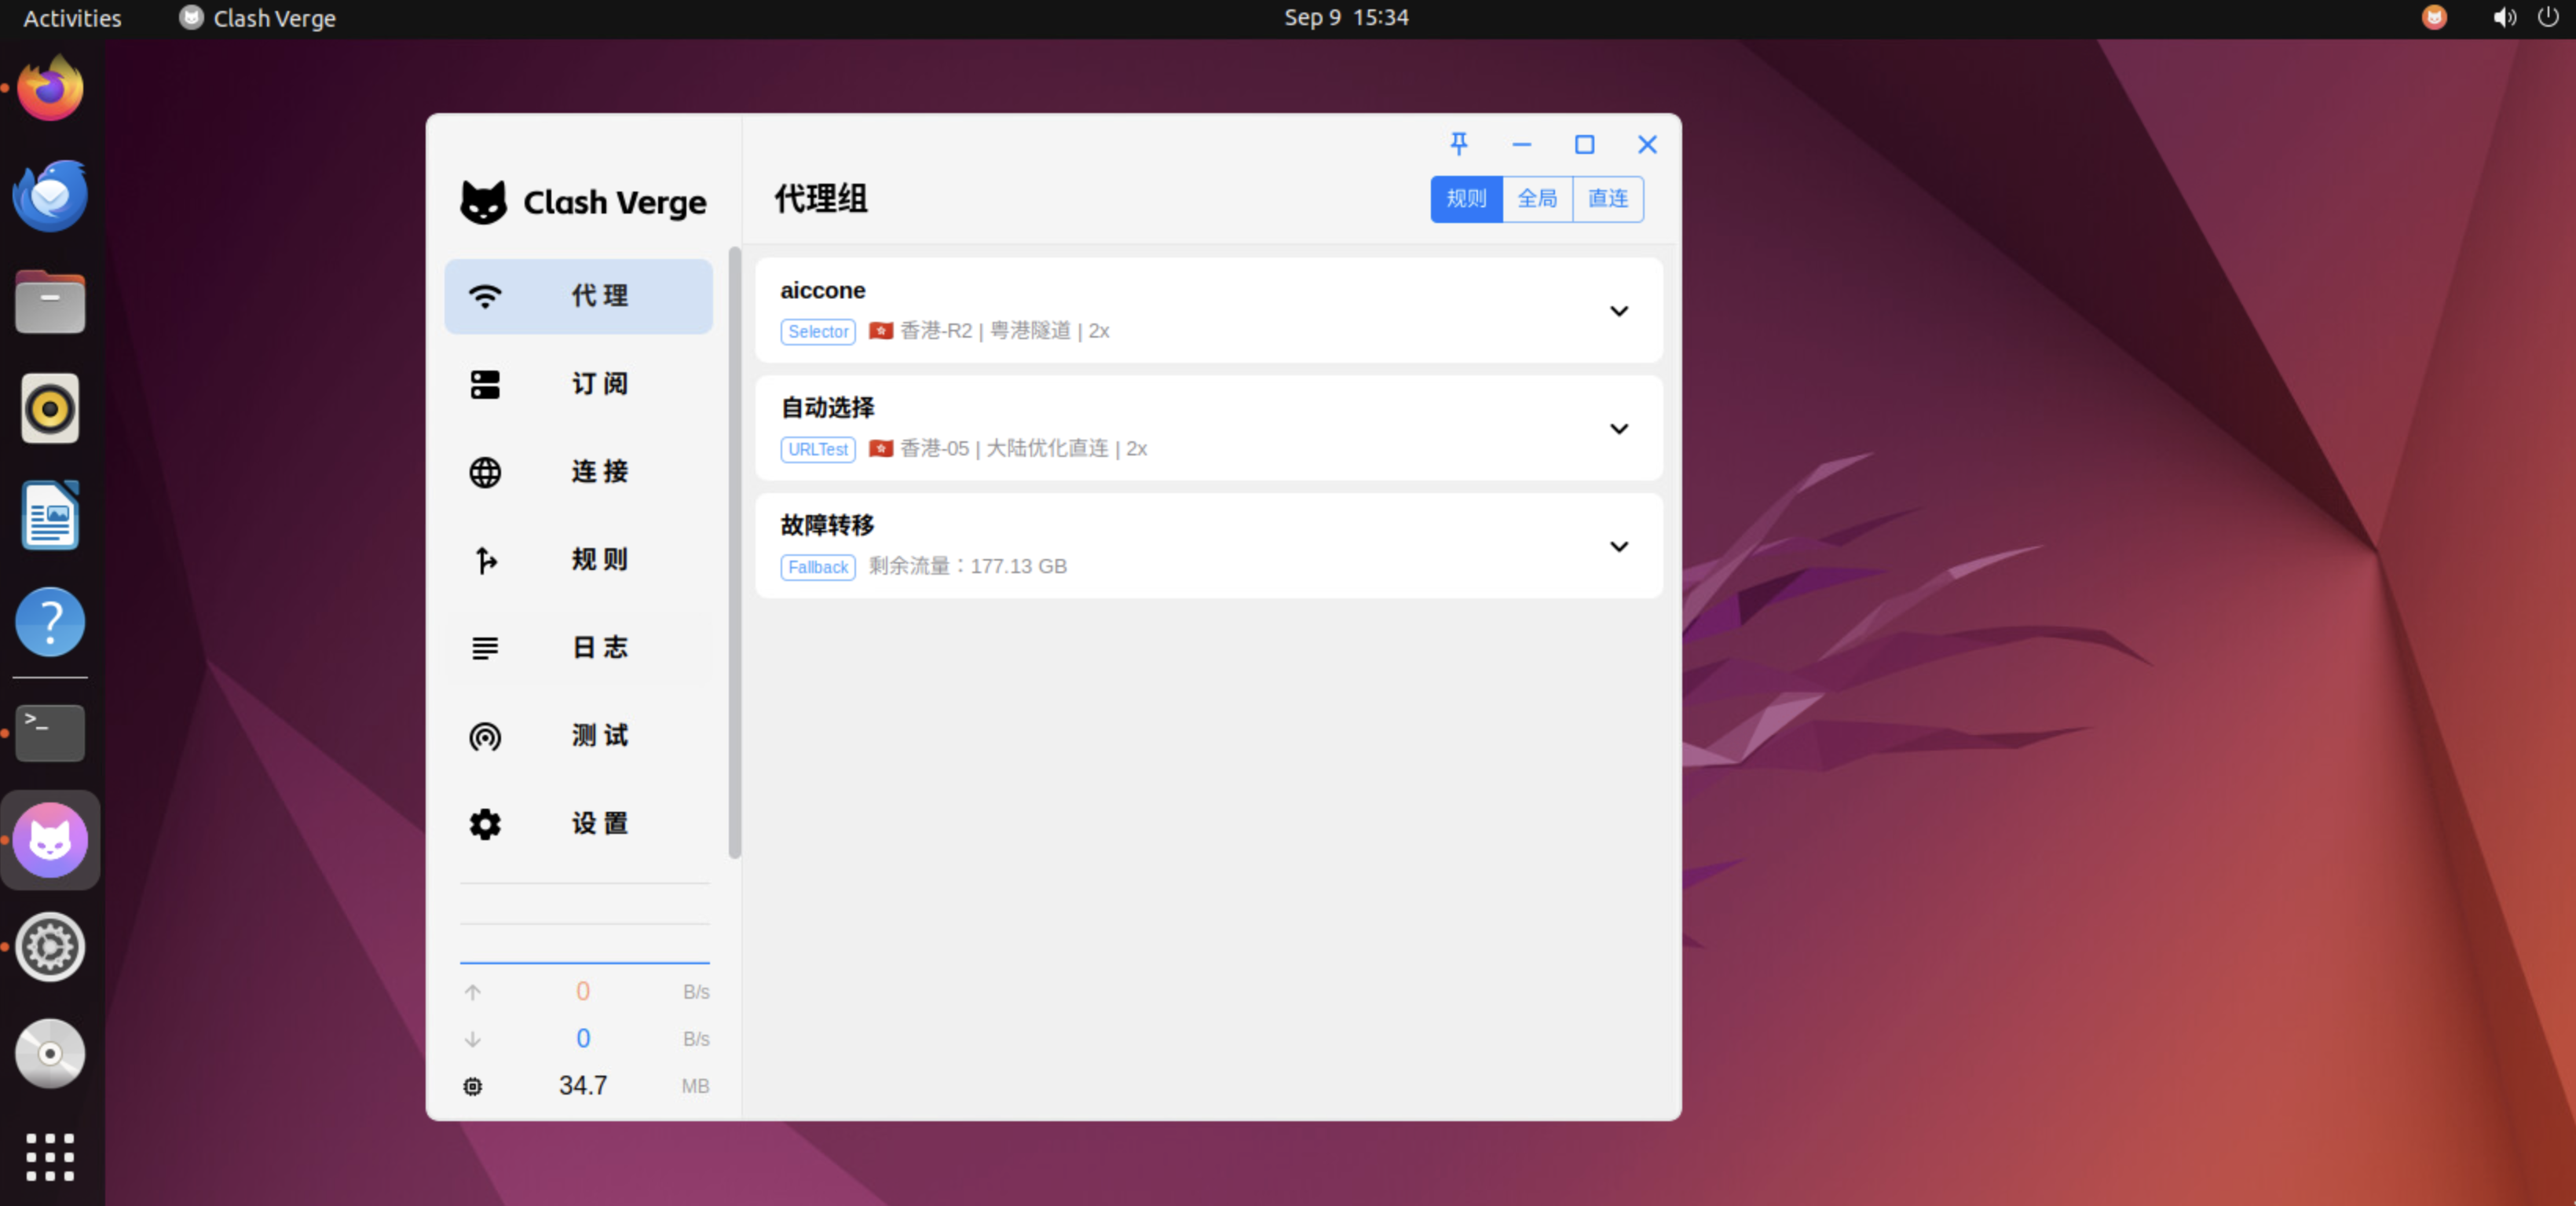 Activities
Clash Verge
Sep 9 15:34
Clash Verge
代理组
规则 全局 直连
代 理
订 阅
连 接
规 则
日 志
测 试
设 置
aiccone
Selector 香港-R2 | 粤港隧道 | 2x
自动选择
URLTest 香港-05 | 大陆优化直连 | 2x
故障转移
Fallback 剩余流量：177.13 GB
0 B/s
0 B/s
34.7 MB